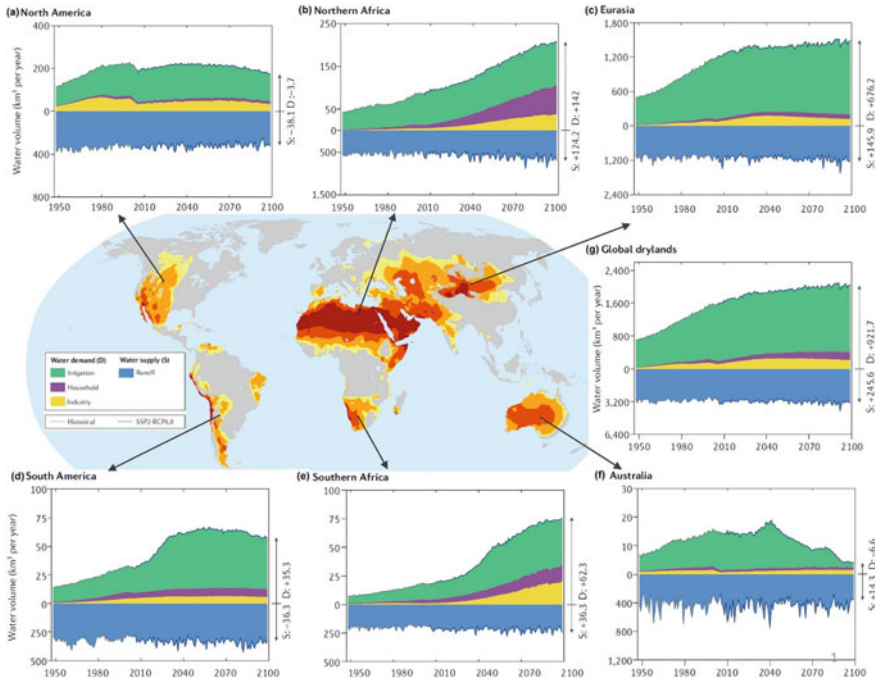 (a) North America
400
200
0
400
800
Water volume (km³ per year)
1950 1980 2010 2040 2070 2100
S: −38.1 D: −3.7
(b) Northern Africa
250
200
150
100
50
0
500
1,500
1950 1980 2010 2040 2070 2100
S: +124.2 D: +142
(c) Eurasia
1,800
1,200
600
0
1,200
2,400
1950 1980 2010 2040 2070 2100
S: +145.9 D: +676.2
(g) Global drylands
2,400
1,600
800
0
3,200
6,400
Water volume (km³ per year)
1950 1980 2010 2040 2070 2100
S: +245.6 D: +921.7
Water demand (D) Water supply (S)
Irrigation Runoff
Household
Industry
Historical SSP2-RCP6.0
(d) South America
100
75
50
25
0
250
500
Water volume (km³ per year)
1950 1980 2010 2040 2070 2100
S: −36.3 D: +35.3
(e) Southern Africa
100
75
50
25
0
250
500
1950 1980 2010 2040 2070 2100
S: +36.3 D: +62.3
(f) Australia
30
20
10
0
400
800
1,200
1950 1980 2010 2040 2070 2100
S: +14.3 D: −6.6
1